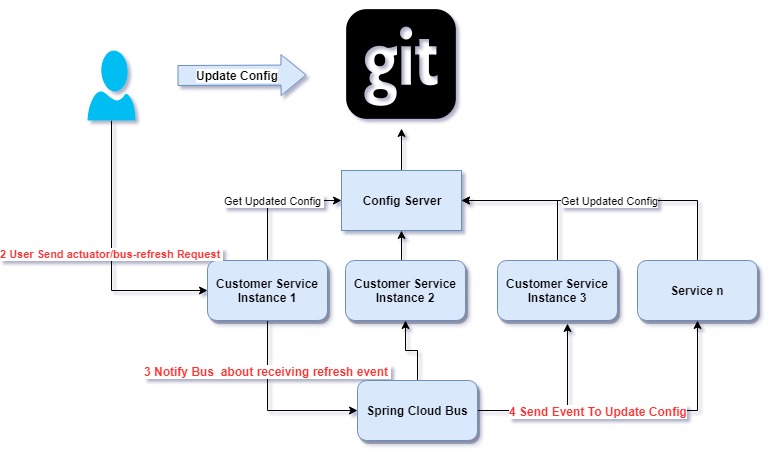 git
Update Config
Config Server
Get Updated Config
Get Updated Config
2 User Send actuator/bus-refresh Request
Customer Service
Instance 1
Customer Service
Instance 2
Customer Service
Instance 3
Service n
3 Notify Bus about receiving refresh event
Spring Cloud Bus
4 Send Event To Update Config